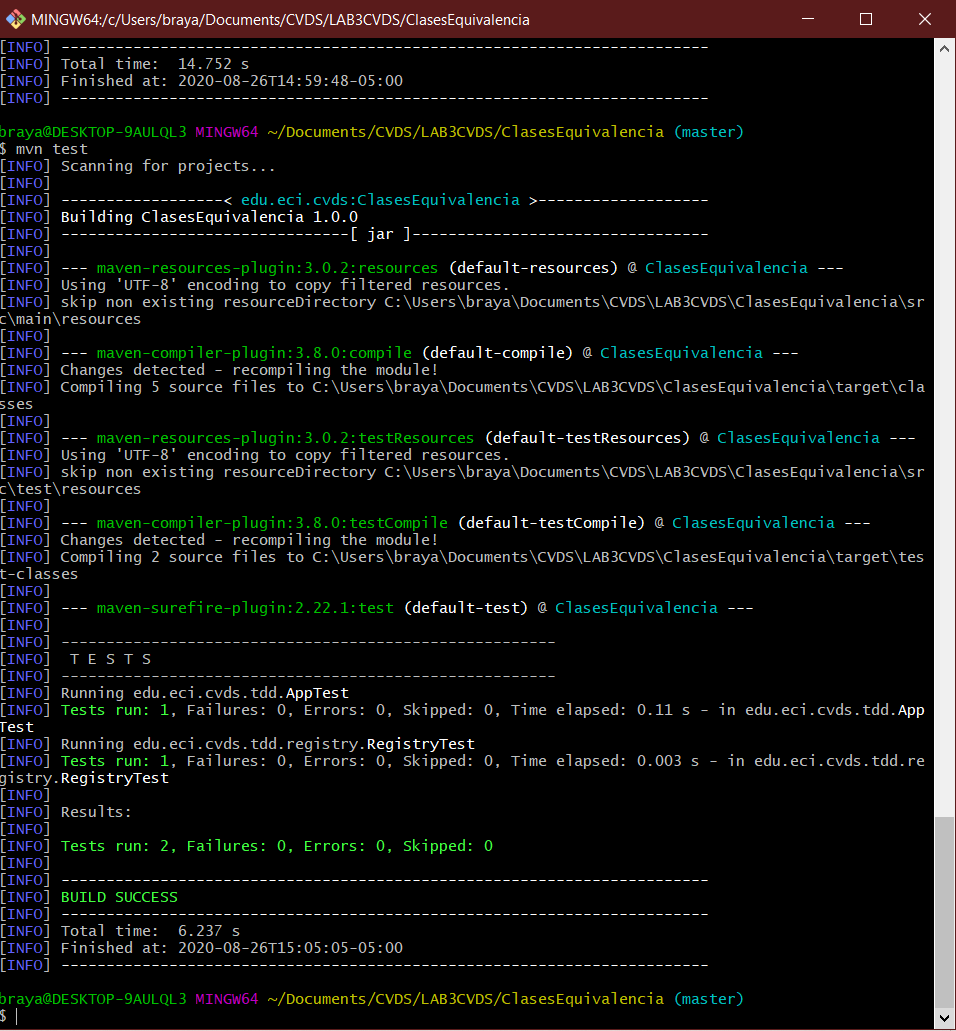 MINGW64:/c/Users/braya/Documents/CVDS/LAB3CVDS/ClasesEquivalencia
[INFO] ------------------------------------------------------------------------
[INFO] Total time:  14.752 s
[INFO] Finished at: 2020-08-26T14:59:48-05:00
[INFO] ------------------------------------------------------------------------
braya@DESKTOP-9AULQL3 MINGW64 ~/Documents/CVDS/LAB3CVDS/ClasesEquivalencia (master)
$ mvn test
[INFO] Scanning for projects...
[INFO]
[INFO] ------------------< edu.eci.cvds:ClasesEquivalencia >-------------------
[INFO] Building ClasesEquivalencia 1.0.0
[INFO] --------------------------------[ jar ]---------------------------------
[INFO]
[INFO] --- maven-resources-plugin:3.0.2:resources (default-resources) @ ClasesEquivalencia ---
[INFO] Using 'UTF-8' encoding to copy filtered resources.
[INFO] skip non existing resourceDirectory C:\Users\braya\Documents\CVDS\LAB3CVDS\ClasesEquivalencia\sr
c\main\resources
[INFO]
[INFO] --- maven-compiler-plugin:3.8.0:compile (default-compile) @ ClasesEquivalencia ---
[INFO] Changes detected - recompiling the module!
[INFO] Compiling 5 source files to C:\Users\braya\Documents\CVDS\LAB3CVDS\ClasesEquivalencia\target\cla
sses
[INFO]
[INFO] --- maven-resources-plugin:3.0.2:testResources (default-testResources) @ ClasesEquivalencia ---
[INFO] Using 'UTF-8' encoding to copy filtered resources.
[INFO] skip non existing resourceDirectory C:\Users\braya\Documents\CVDS\LAB3CVDS\ClasesEquivalencia\sr
c\test\resources
[INFO]
[INFO] --- maven-compiler-plugin:3.8.0:testCompile (default-testCompile) @ ClasesEquivalencia ---
[INFO] Changes detected - recompiling the module!
[INFO] Compiling 2 source files to C:\Users\braya\Documents\CVDS\LAB3CVDS\ClasesEquivalencia\target\tes
t-classes
[INFO]
[INFO] --- maven-surefire-plugin:2.22.1:test (default-test) @ ClasesEquivalencia ---
[INFO]
[INFO] -------------------------------------------------------
[INFO]  T E S T S
[INFO] -------------------------------------------------------
[INFO] Running edu.eci.cvds.tdd.AppTest
[INFO] Tests run: 1, Failures: 0, Errors: 0, Skipped: 0, Time elapsed: 0.11 s - in edu.eci.cvds.tdd.App
Test
[INFO] Running edu.eci.cvds.tdd.registry.RegistryTest
[INFO] Tests run: 1, Failures: 0, Errors: 0, Skipped: 0, Time elapsed: 0.003 s - in edu.eci.cvds.tdd.re
gistry.RegistryTest
[INFO]
[INFO] Results:
[INFO]
[INFO] Tests run: 2, Failures: 0, Errors: 0, Skipped: 0
[INFO]
[INFO] ------------------------------------------------------------------------
[INFO] BUILD SUCCESS
[INFO] ------------------------------------------------------------------------
[INFO] Total time:  6.237 s
[INFO] Finished at: 2020-08-26T15:05:05-05:00
[INFO] ------------------------------------------------------------------------
braya@DESKTOP-9AULQL3 MINGW64 ~/Documents/CVDS/LAB3CVDS/ClasesEquivalencia (master)
$